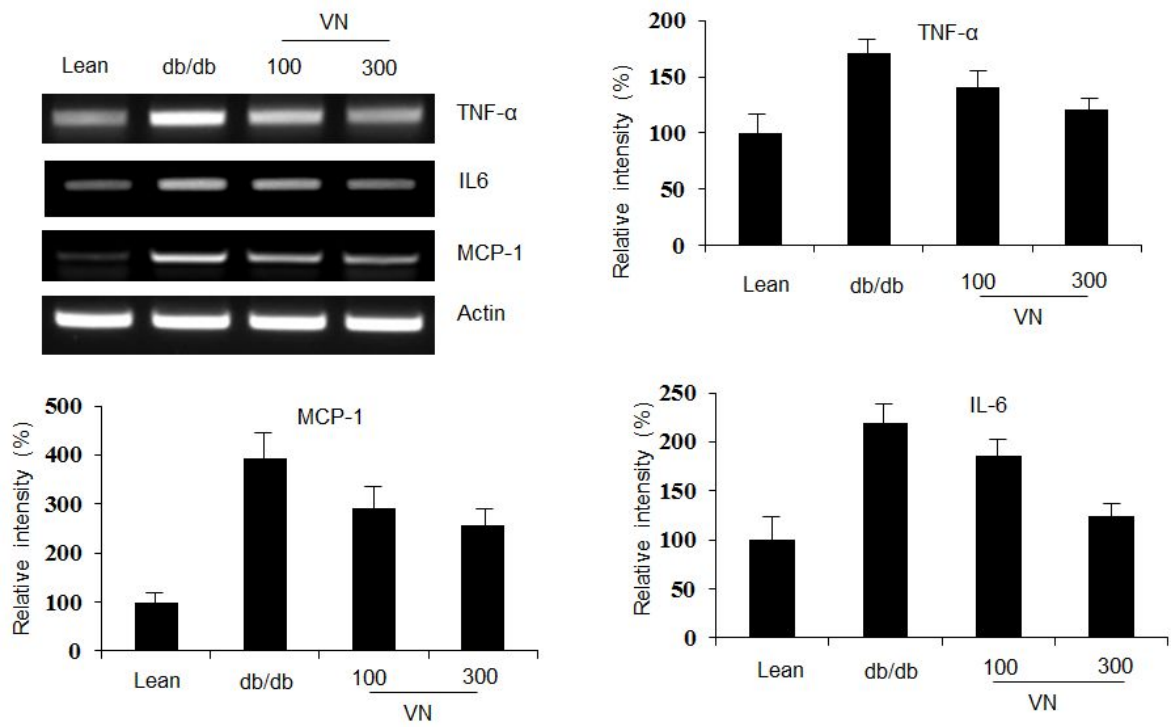 VN
Lean db/db 100 300
TNF-α
IL6
MCP-1
Actin
TNF-α
Relative intensity (%)
200
150
100
50
0
Lean db/db 100 300
VN
MCP-1
Relative intensity (%)
500
400
300
200
100
0
Lean db/db 100 300
VN
IL-6
Relative intensity (%)
250
200
150
100
50
0
Lean db/db 100 300
VN